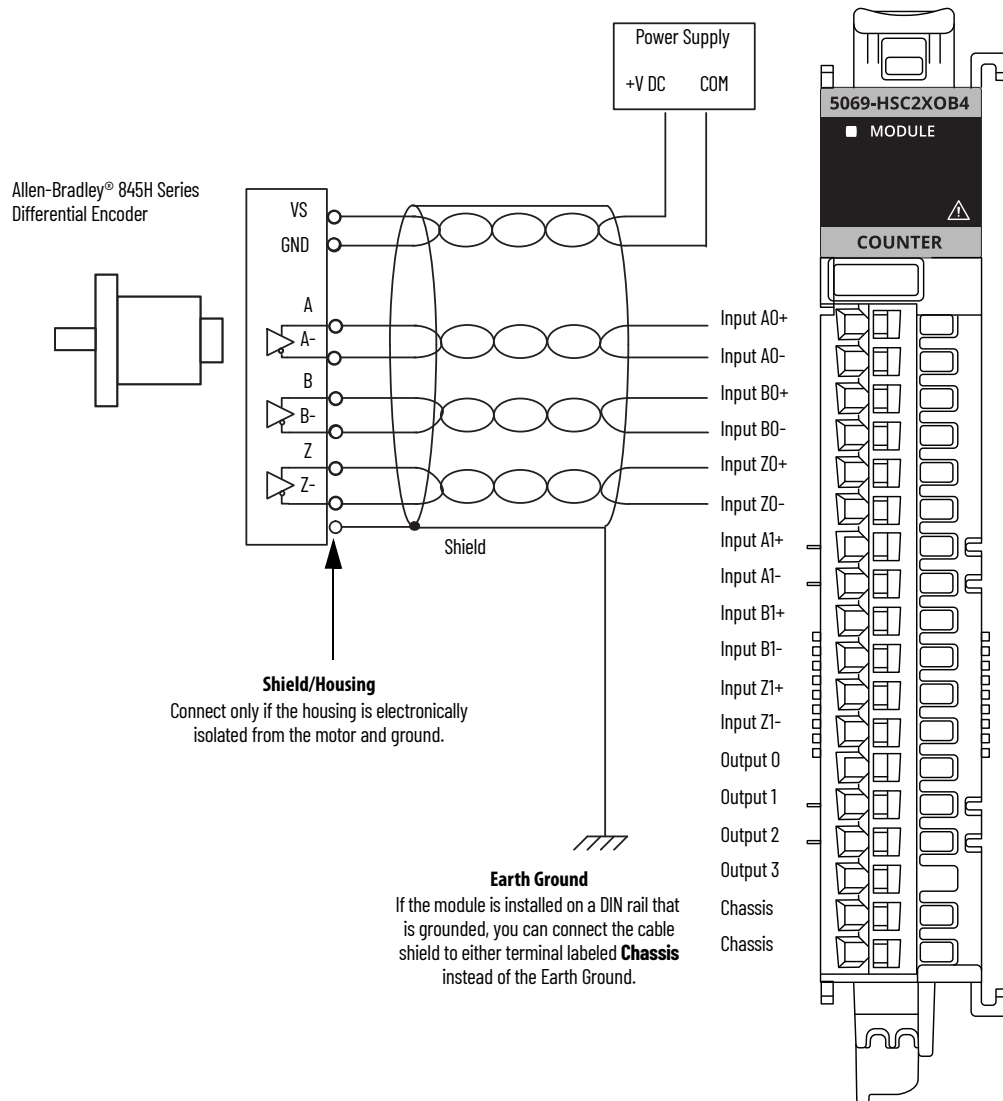 Power Supply
+V DC COM
5069-HSC2XOB4
MODULE
COUNTER
Allen-Bradley® 845H Series
Differential Encoder
VS
GND
A
A-
B
B-
Z
Z-
Shield
Shield/Housing
Connect only if the housing is electronically
isolated from the motor and ground.
Earth Ground
If the module is installed on a DIN rail that
is grounded, you can connect the cable
shield to either terminal labeled Chassis
instead of the Earth Ground.
Input A0+
Input A0-
Input B0+
Input B0-
Input Z0+
Input Z0-
Input A1+
Input A1-
Input B1+
Input B1-
Input Z1+
Input Z1-
Output 0
Output 1
Output 2
Output 3
Chassis
Chassis